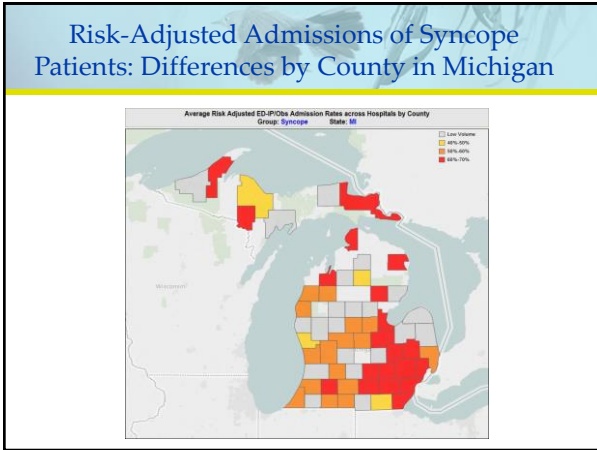 Risk-Adjusted Admissions of Syncope
Patients: Differences by County in Michigan
Average Risk Adjusted ED-IP/Obs Admission Rates across Hospitals by County
Group: Syncope State: MI
Low Volume
40%-50%
50%-60%
60%-70%